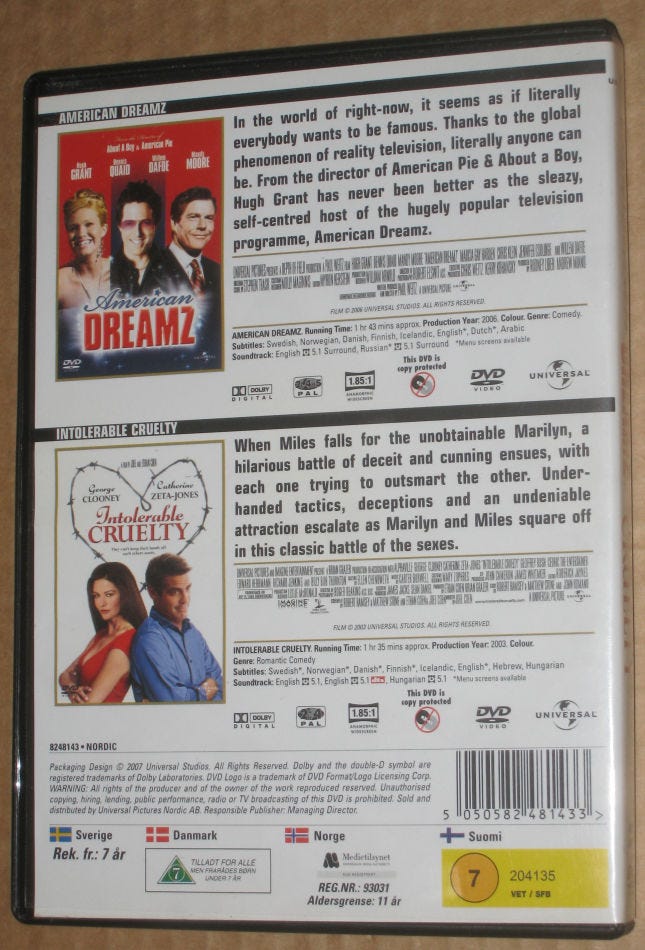 AMERICAN DREAMZ
From the Director of
About A Boy & American Pie
Hugh GRANT
Dennis QUAID
Willem DAFOE
Mandy MOORE
American
DREAMZ
DVD
In the world of right-now, it seems as if literally
everybody wants to be famous. Thanks to the global
phenomenon of reality television, literally anyone can
be. From the director of American Pie & About a Boy,
Hugh Grant has never been better as the sleazy,
self-centred host of the hugely popular television
programme, American Dreamz.
FILM © 2006 UNIVERSAL STUDIOS. ALL RIGHTS RESERVED.
AMERICAN DREAMZ. Running Time: 1 hr 43 mins approx. Production Year: 2006. Colour. Genre: Comedy.
Subtitles: Swedish, Norwegian, Danish, Finnish, Icelandic, English*, Dutch*, Arabic
Soundtrack: English 5.1 Surround, Russian* 5.1 Surround *Menu screens available
DOLBY
DIGITAL
PAL
1.85:1
ANAMORPHIC
WIDESCREEN
This DVD is
copy protected
DVD
VIDEO
UNIVERSAL
INTOLERABLE CRUELTY
George CLOONEY
Catherine ZETA-JONES
Intolerable
CRUELTY
They can't keep their hands off
each others assets.
When Miles falls for the unobtainable Marilyn, a
hilarious battle of deceit and cunning ensues, with
each one trying to outsmart the other. Under-
handed tactics, deceptions and an undeniable
attraction escalate as Marilyn and Miles square off
in this classic battle of the sexes.
FILM © 2003 UNIVERSAL STUDIOS. ALL RIGHTS RESERVED.
INTOLERABLE CRUELTY. Running Time: 1 hr 35 mins approx. Production Year: 2003. Colour.
Genre: Romantic Comedy
Subtitles: Swedish*, Norwegian*, Danish*, Finnish*, Icelandic, English*, Hebrew, Hungarian
Soundtrack: English 5.1, English 5.1 dts, Hungarian 5.1 *Menu screens available
DOLBY
DIGITAL
PAL
1.85:1
ANAMORPHIC
WIDESCREEN
This DVD is
copy protected
DVD
VIDEO
UNIVERSAL
8248143 • NORDIC
Packaging Design © 2007 Universal Studios. All Rights Reserved. Dolby and the double-D symbol are
registered trademarks of Dolby Laboratories. DVD Logo is a trademark of DVD Format/Logo Licensing Corp.
WARNING: All rights of the producer and of the owner of the work reproduced reserved. Unauthorised
copying, hiring, lending, public performance, radio or TV broadcasting of this DVD is prohibited. Sold and
distributed by Universal Pictures Nordic AB. Responsible Publisher: Managing Director.
5 050582 481433 >
Sverige
Rek. fr.: 7 år
Danmark
7
TILLADT FOR ALLE
MEN FRARÅDES BØRN
UNDER 7 ÅR
Norge
Medietilsynet
REG.NR.: 93031
Aldersgrense: 11 år
Suomi
7
204135
VET / SFB